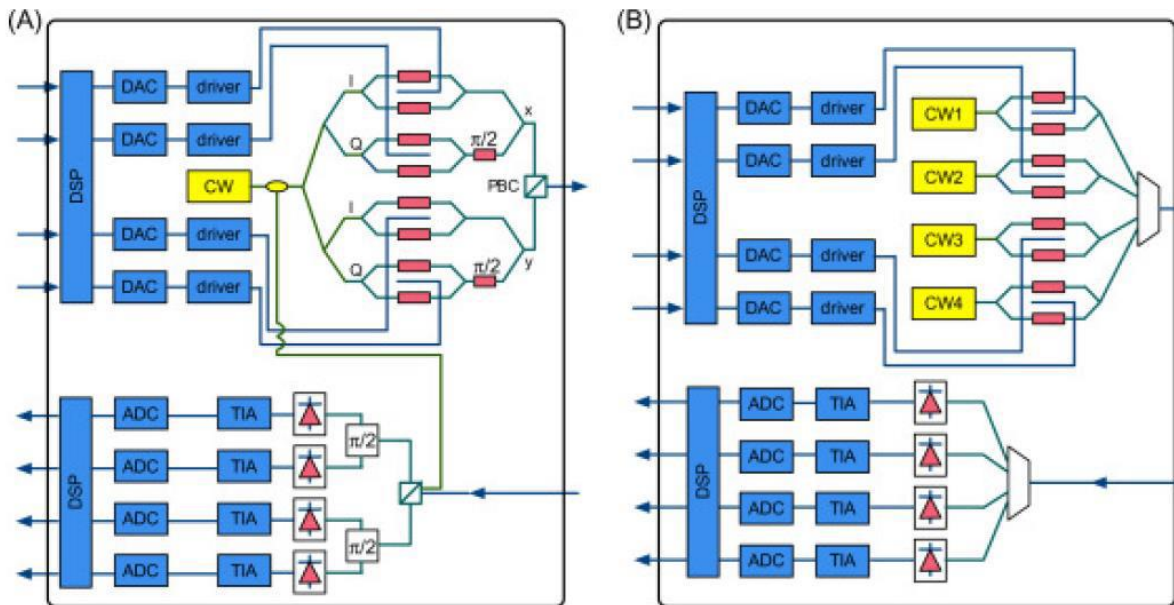 (A)
DSP
DAC
driver
DAC
driver
CW
DAC
driver
DAC
driver
I
Q
π/2
x
PBC
I
Q
π/2
y
DSP
ADC
TIA
ADC
TIA
ADC
TIA
ADC
TIA
π/2
π/2
(B)
DSP
DAC
driver
DAC
driver
DAC
driver
DAC
driver
CW1
CW2
CW3
CW4
DSP
ADC
TIA
ADC
TIA
ADC
TIA
ADC
TIA